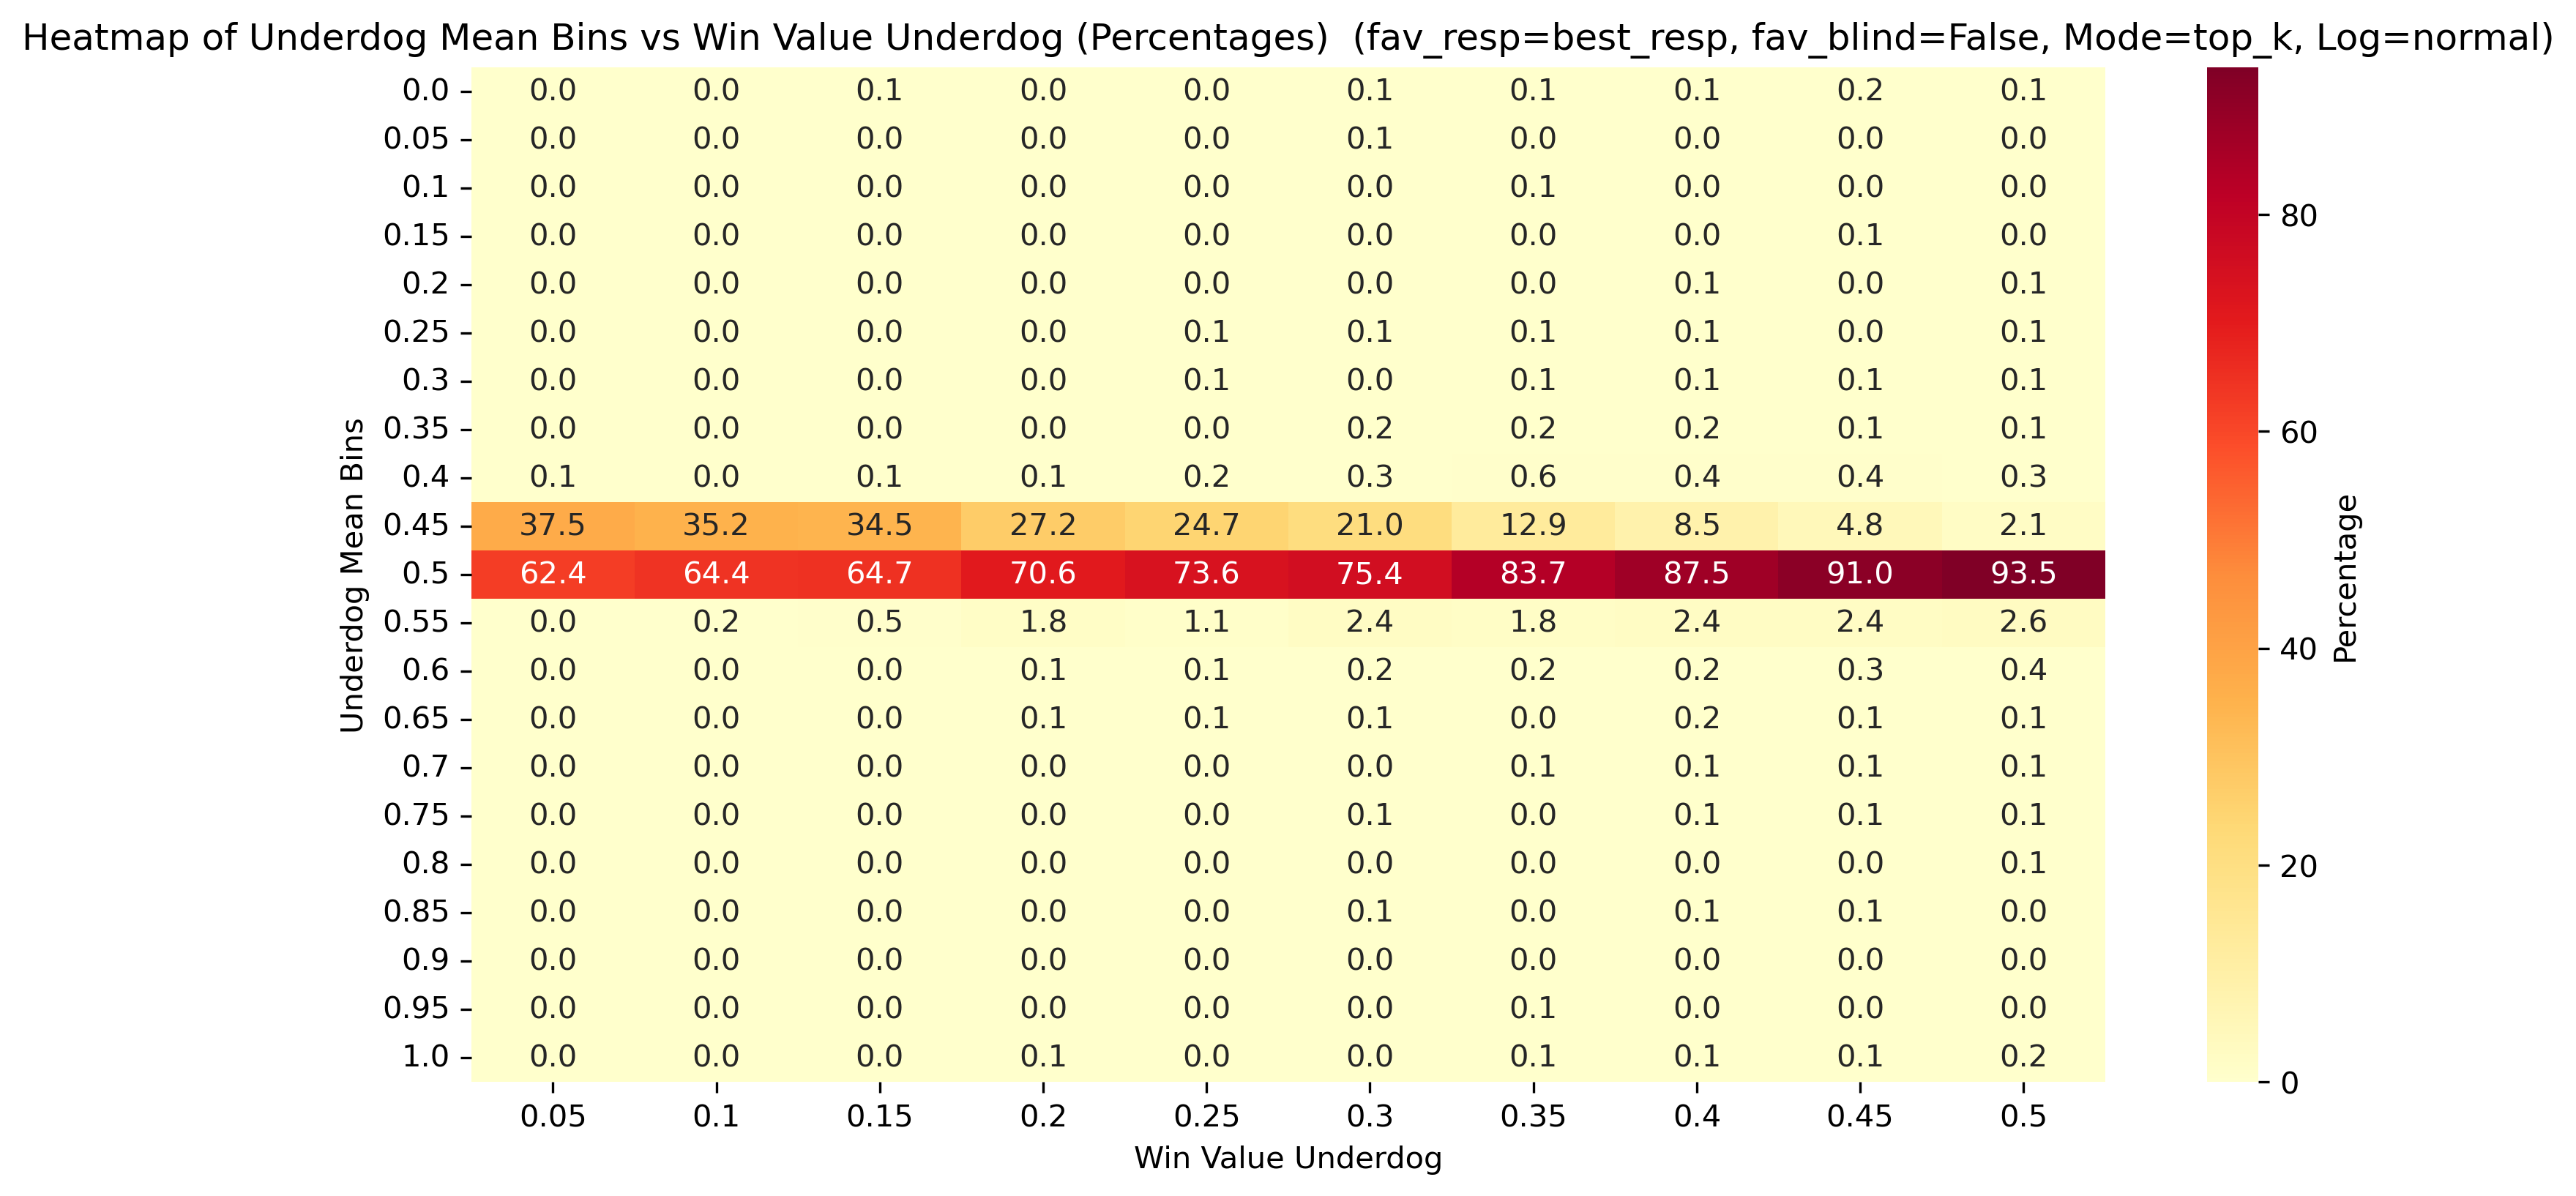 Heatmap of Underdog Mean Bins vs Win Value Underdog (Percentages)  (fav_resp=best_resp, fav_blind=False, Mode=top_k, Log=normal)
Underdog Mean Bins
0.0 0.0 0.0 0.1 0.0 0.0 0.1 0.1 0.1 0.2 0.1
0.05 0.0 0.0 0.0 0.0 0.0 0.1 0.0 0.0 0.0 0.0
0.1 0.0 0.0 0.0 0.0 0.0 0.0 0.1 0.0 0.0 0.0
0.15 0.0 0.0 0.0 0.0 0.0 0.0 0.0 0.0 0.1 0.0
0.2 0.0 0.0 0.0 0.0 0.0 0.0 0.0 0.1 0.0 0.1
0.25 0.0 0.0 0.0 0.0 0.1 0.1 0.1 0.1 0.0 0.1
0.3 0.0 0.0 0.0 0.0 0.1 0.0 0.1 0.1 0.1 0.1
0.35 0.0 0.0 0.0 0.0 0.0 0.2 0.2 0.2 0.1 0.1
0.4 0.1 0.0 0.1 0.1 0.2 0.3 0.6 0.4 0.4 0.3
0.45 37.5 35.2 34.5 27.2 24.7 21.0 12.9 8.5 4.8 2.1
0.5 62.4 64.4 64.7 70.6 73.6 75.4 83.7 87.5 91.0 93.5
0.55 0.0 0.2 0.5 1.8 1.1 2.4 1.8 2.4 2.4 2.6
0.6 0.0 0.0 0.0 0.1 0.1 0.2 0.2 0.2 0.3 0.4
0.65 0.0 0.0 0.0 0.1 0.1 0.1 0.0 0.2 0.1 0.1
0.7 0.0 0.0 0.0 0.0 0.0 0.0 0.1 0.1 0.1 0.1
0.75 0.0 0.0 0.0 0.0 0.0 0.1 0.0 0.1 0.1 0.1
0.8 0.0 0.0 0.0 0.0 0.0 0.0 0.0 0.0 0.0 0.1
0.85 0.0 0.0 0.0 0.0 0.0 0.1 0.0 0.1 0.1 0.0
0.9 0.0 0.0 0.0 0.0 0.0 0.0 0.0 0.0 0.0 0.0
0.95 0.0 0.0 0.0 0.0 0.0 0.0 0.1 0.0 0.0 0.0
1.0 0.0 0.0 0.0 0.1 0.0 0.0 0.1 0.1 0.1 0.2
0.05 0.1 0.15 0.2 0.25 0.3 0.35 0.4 0.45 0.5
Win Value Underdog
80
60
40
20
0
Percentage